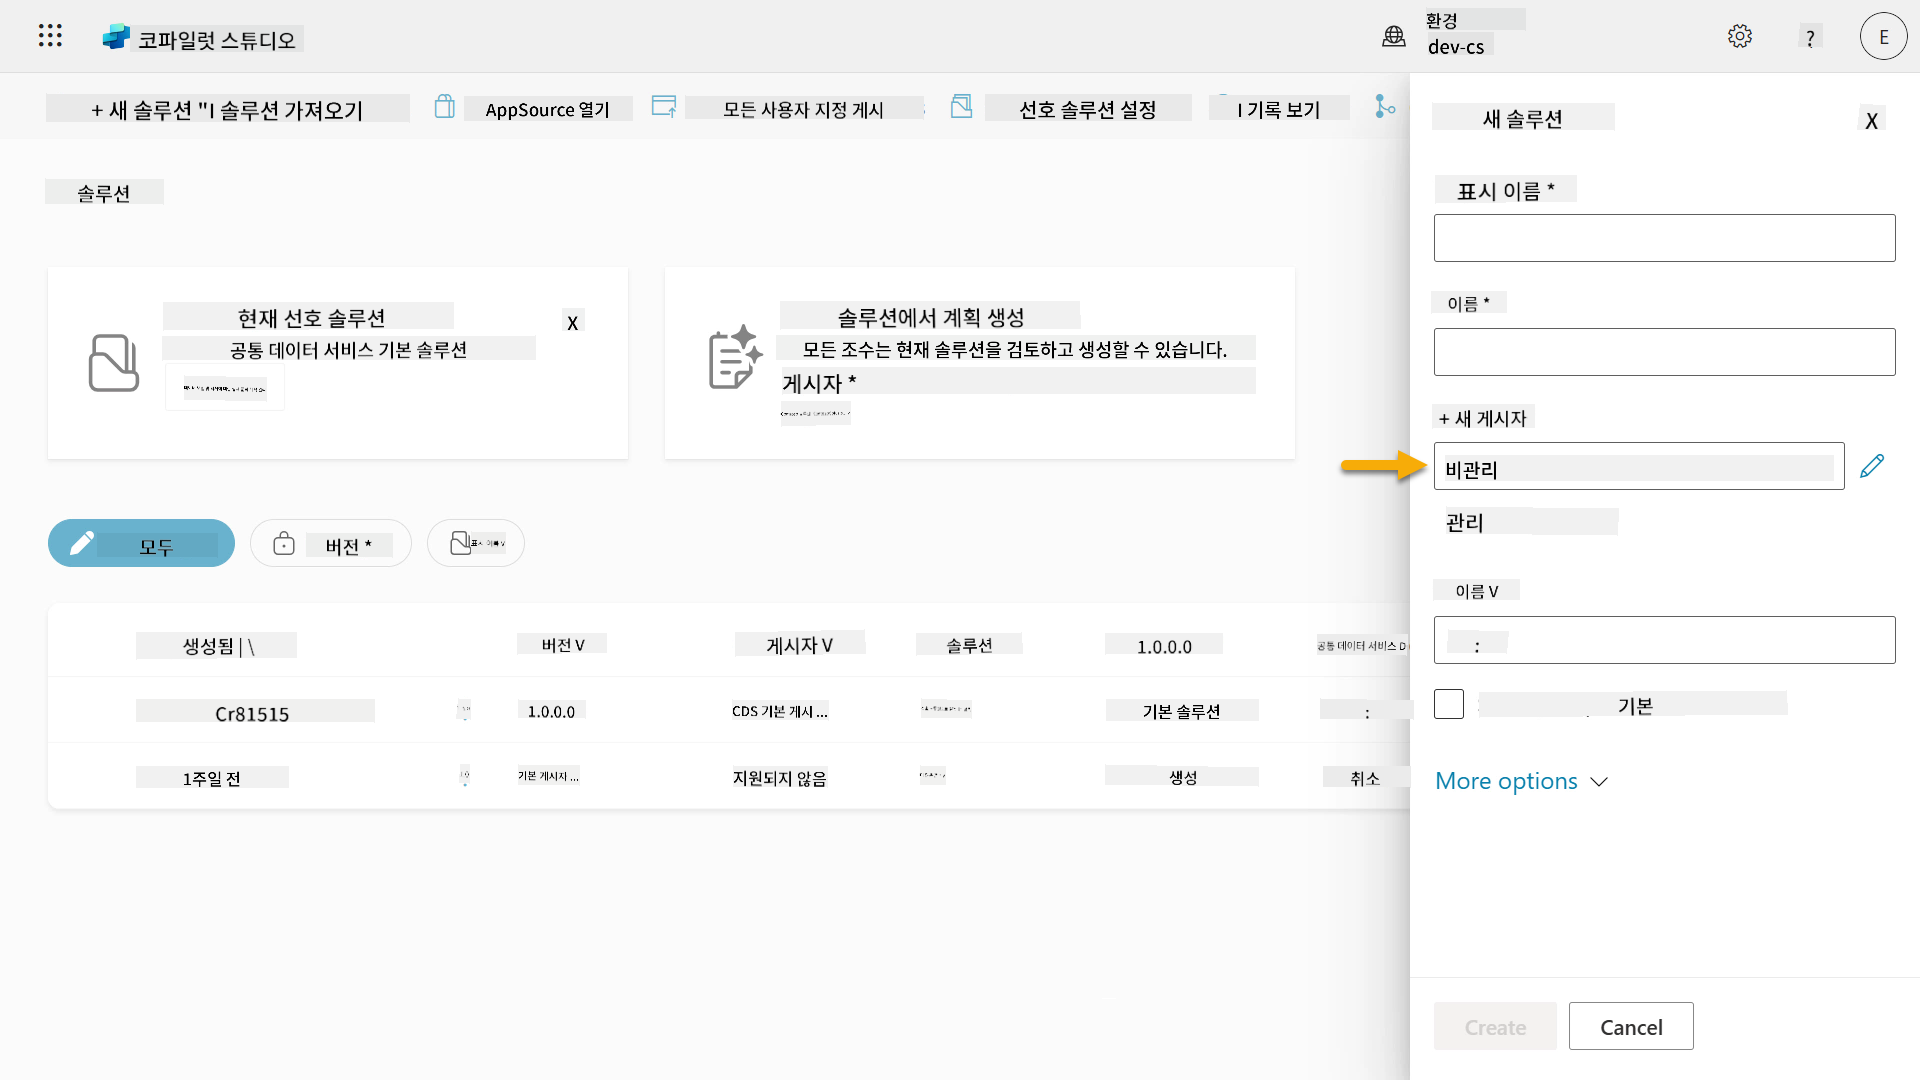 코파일럿 스튜디오
환경
dev-cs
?
E
+ 새 솔루션 "I 솔루션 가져오기
AppSource 열기
모든 사용자 지정 게시
선호 솔루션 설정
I 기록 보기
새 솔루션
X
솔루션
표시 이름 *
현재 선호 솔루션
X
공통 데이터 서비스 기본 솔루션
솔루션에서 계획 생성
모든 조수는 현재 솔루션을 검토하고 생성할 수 있습니다.
게시자 *
이름 *
+ 새 게시자
비관리
관리
모두
버전 *
표시 이름 V
이름 V
:
생성됨 | \
버전 V
게시자 V
솔루션
1.0.0.0
공통 데이터 서비스 D
Cr81515
1.0.0.0
CDS 기본 게시 ...
기본 솔루션
:
기본
1주일 전
기본 게시자 ...
지원되지 않음
생성
취소
More options
Create
Cancel